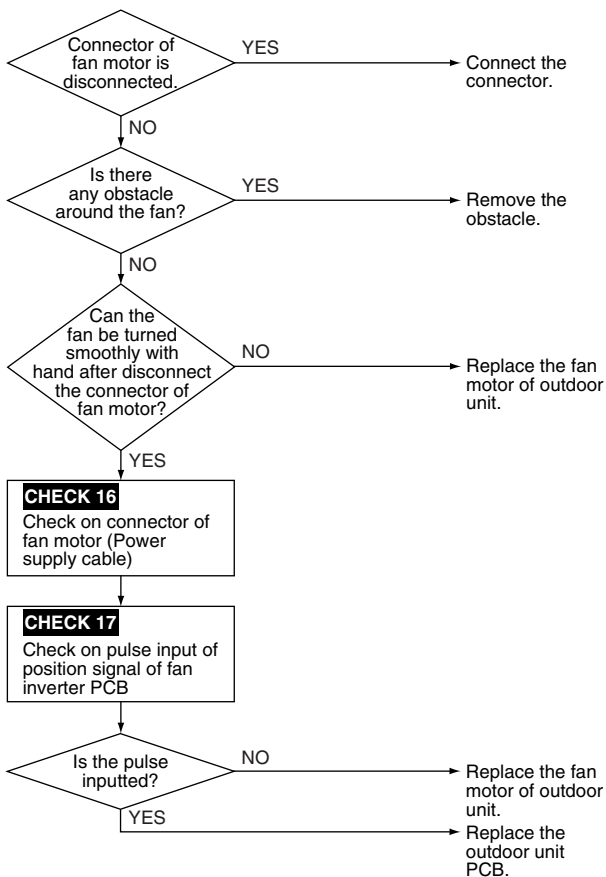 Connector of
fan motor is
disconnected.
YES
Connect the
connector.
NO
Is there
any obstacle
around the fan?
YES
Remove the
obstacle.
NO
Can the
fan be turned
smoothly with
hand after disconnect
the connector of
fan motor?
NO
Replace the fan
motor of outdoor
unit.
YES
CHECK 16
Check on connector of
fan motor (Power
supply cable)
CHECK 17
Check on pulse input of
position signal of fan
inverter PCB
Is the pulse
inputted?
NO
Replace the fan
motor of outdoor
unit.
YES
Replace the
outdoor unit
PCB.